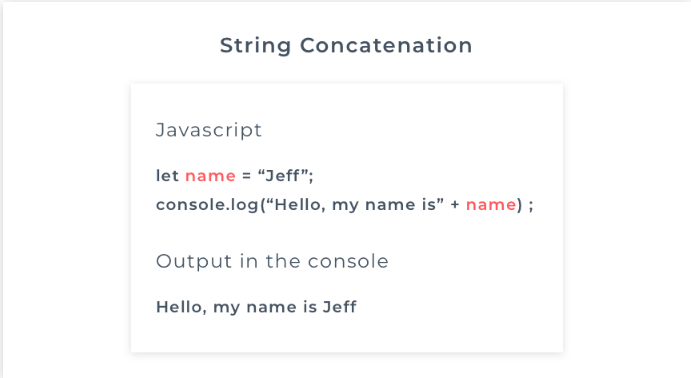 String Concatenation
Javascript
let name = “Jeff”;
console.log(“Hello, my name is” + name) ;
Output in the console
Hello, my name is Jeff